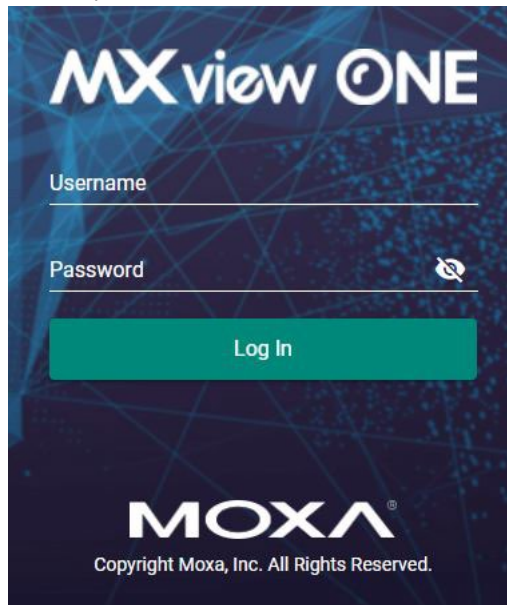 MXview ONE
Username
Password
Log In
MOXA®
Copyright Moxa, Inc. All Rights Reserved.